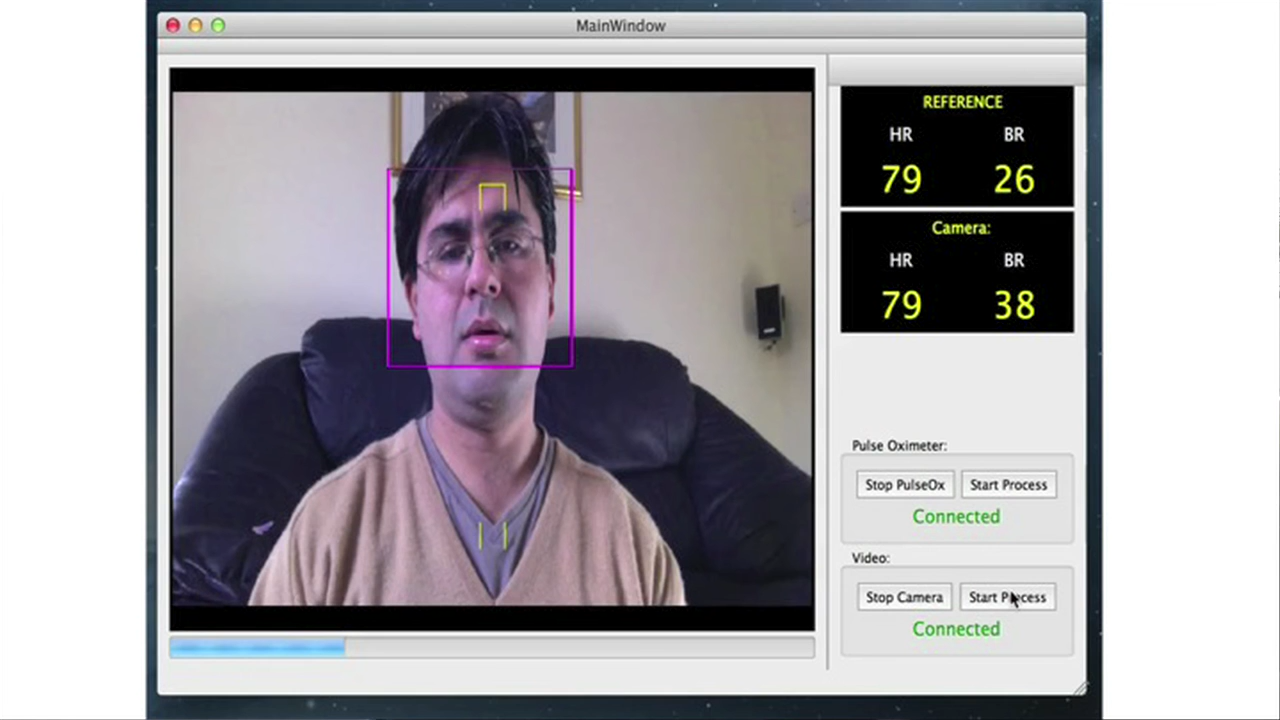 MainWindow
REFERENCE
HR BR
79 26
Camera:
HR BR
79 38
Pulse Oximeter:
Stop PulseOx Start Process
Connected
Video:
Stop Camera Start Process
Connected